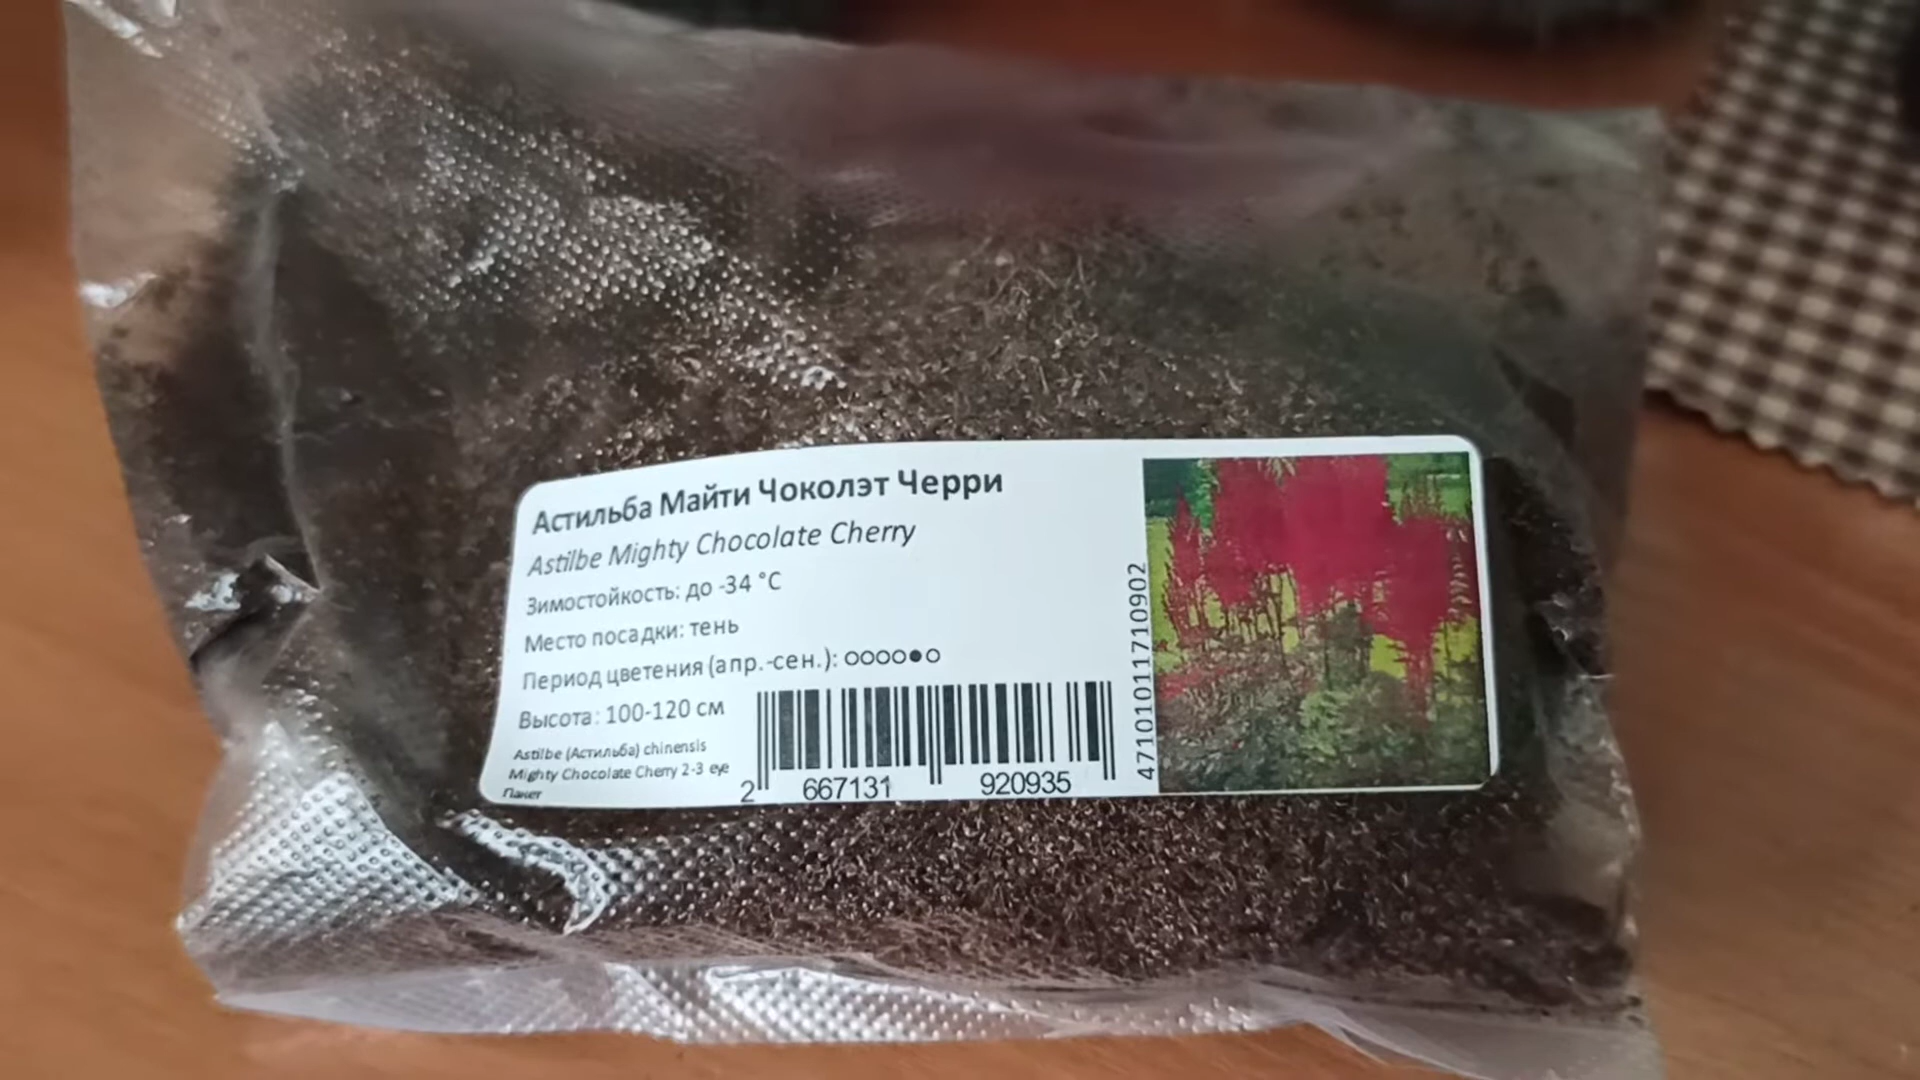 Астильба Майти Чоколэт Черри
Astilbe Mighty Chocolate Cherry
Зимостойкость: до -34 °C
Место посадки: тень
Период цветения (апр.-сен.): ○○○○●○
Высота: 100-120 см
Astilbe (Астильба) chinensis
Mighty Chocolate Cherry 2-3 eye
Пакет
2 667131 920935
4710101171090​2